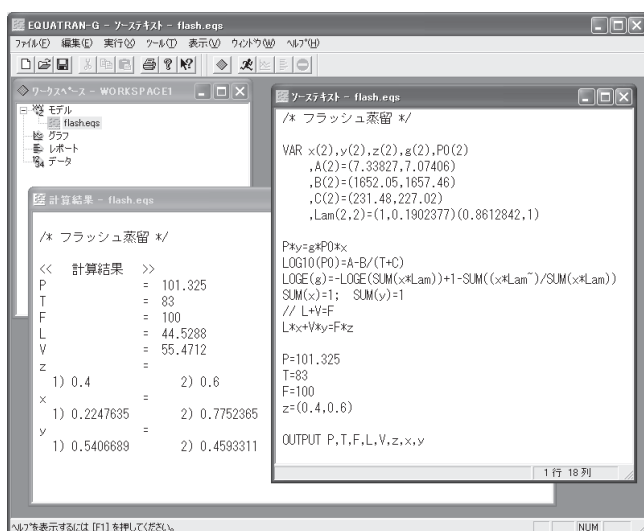 EQUATRAN-G - ソーステキスト - flash.eqs
ファイル(F) 編集(E) 実行(X) ツール(T) 表示(V) ウィンドウ(W) ヘルプ(H)
ワークスペース - WORKSPACE1
モデル
flash.eqs
グラフ
レポート
データ
計算結果 - flash.eqs
/* フラッシュ蒸留 */
<< 計算結果 >>
P = 101.325
T = 83
F = 100
L = 44.5288
V = 55.4712
z =
1) 0.4 2) 0.6
x =
1) 0.2247635 2) 0.7752365
y =
1) 0.5406689 2) 0.4593311
ソーステキスト - flash.eqs
/* フラッシュ蒸留 */
VAR x(2),y(2),z(2),g(2),P0(2)
,A(2)=(7.33827,7.07406)
,B(2)=(1652.05,1657.46)
,C(2)=(231.48,227.02)
,Lam(2,2)=(1,0.1902377)(0.8612842,1)
P*y=g*P0*x
LOG10(P0)=A-B/(T+C)
LOGE(g)=-LOGE(SUM(x*Lam))+1-SUM((x*Lam~)/SUM(x*Lam))
SUM(x)=1; SUM(y)=1
// L+V=F
L*x+V*y=F*z
P=101.325
T=83
F=100
z=(0.4,0.6)
OUTPUT P,T,F,L,V,z,x,y
1 行 18 列
ヘルプを表示するには [F1] を押してください。
NUM